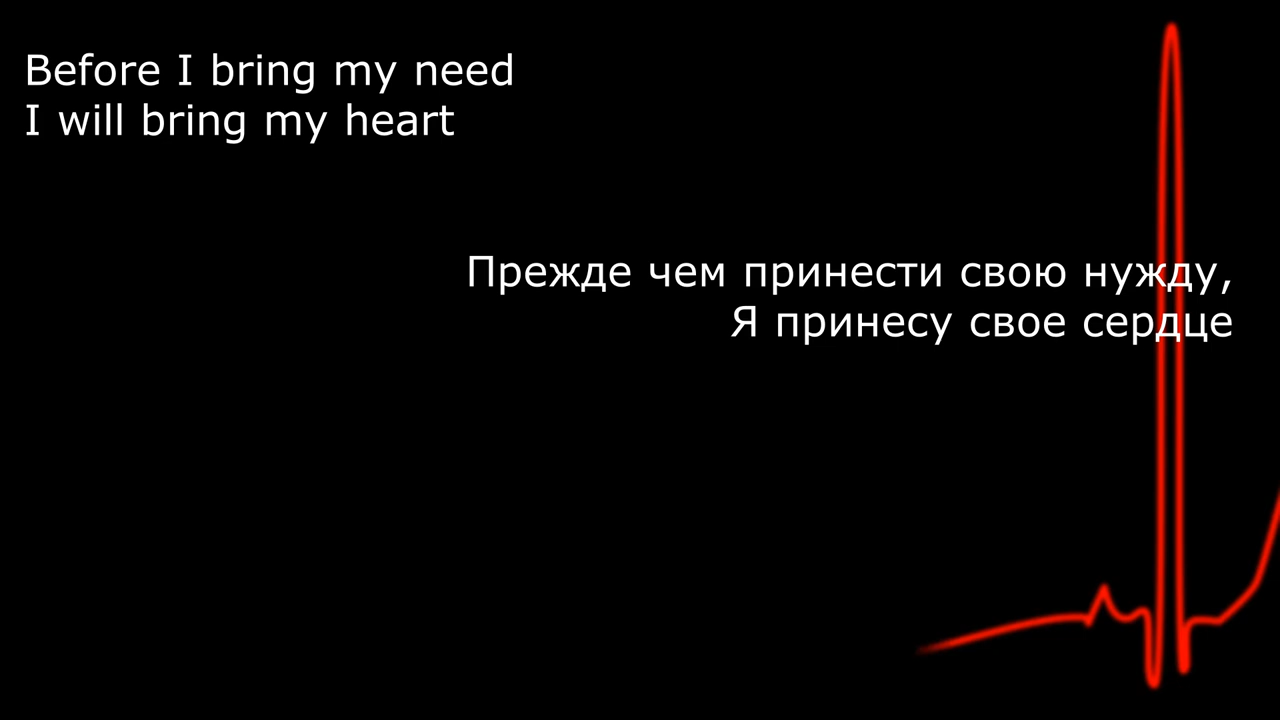 Before I bring my need
I will bring my heart
Прежде чем принести свою нужду,
Я принесу свое сердце